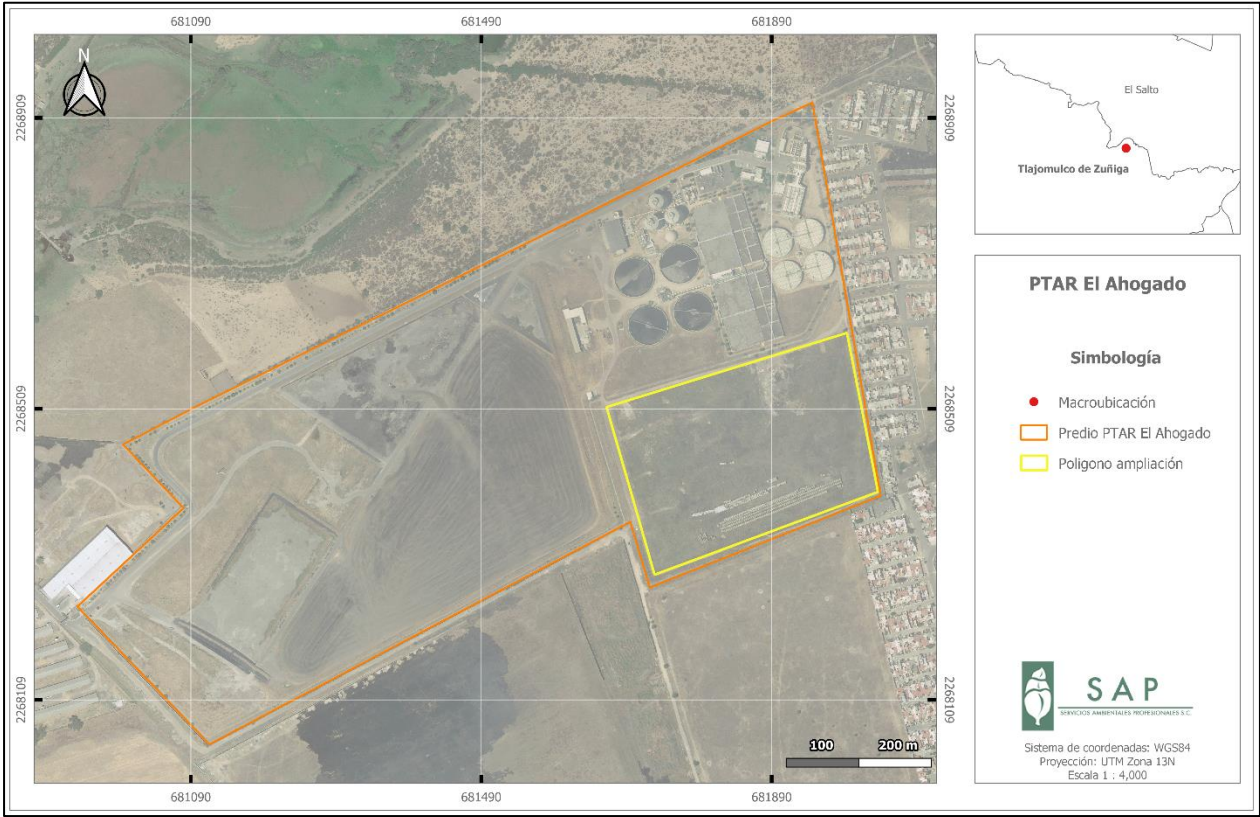 681090
681490
681890
N
2268909
2268909
2268509
2268509
2268109
2268109
100
200 m
681090
681490
681890
El Salto
Tlajomulco de Zuñiga
PTAR El Ahogado
Simbología
Macroubicación
Predio PTAR El Ahogado
Poligono ampliación
SAP
SERVICIOS AMBIENTALES PROFESIONALES S.C.
Sistema de coordenadas: WGS84
Proyección: UTM Zona 13N
Escala 1 : 4,000